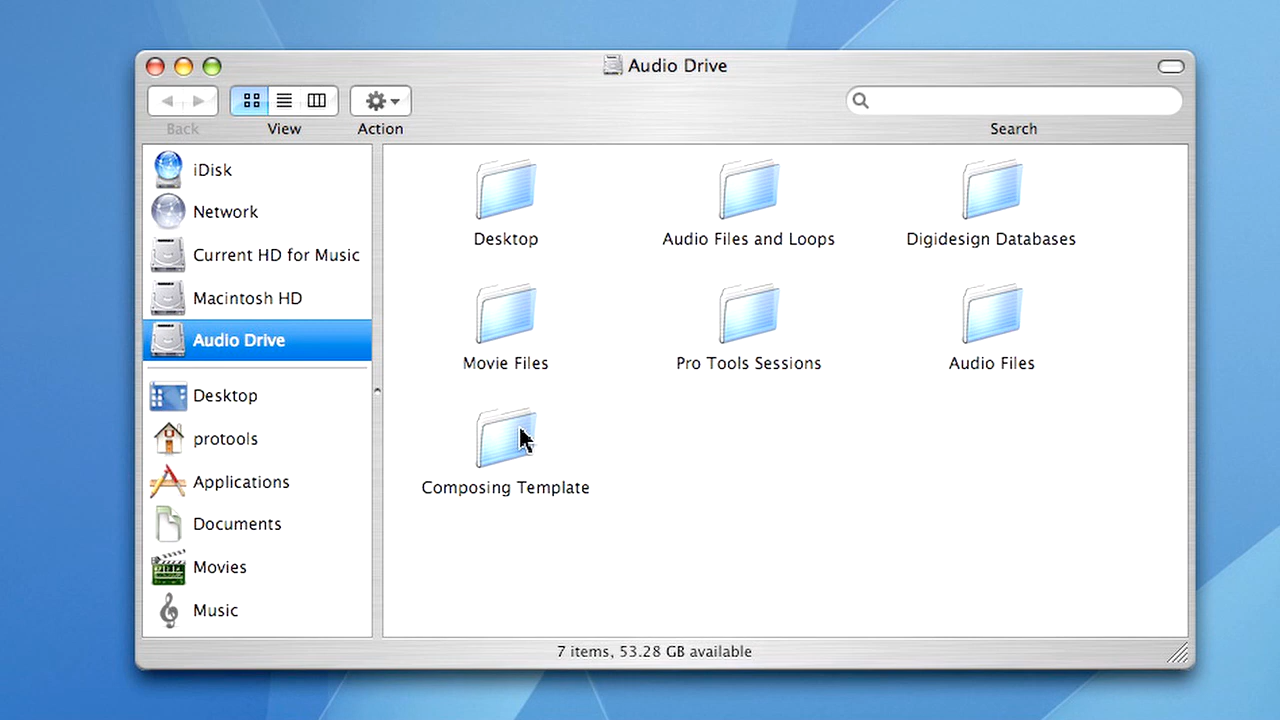 Audio Drive
Back
View
Action
Search
iDisk
Network
Current HD for Music
Macintosh HD
Audio Drive
Desktop
protools
Applications
Documents
Movies
Music
Desktop
Audio Files and Loops
Digidesign Databases
Movie Files
Pro Tools Sessions
Audio Files
Composing Template
7 items, 53.28 GB available